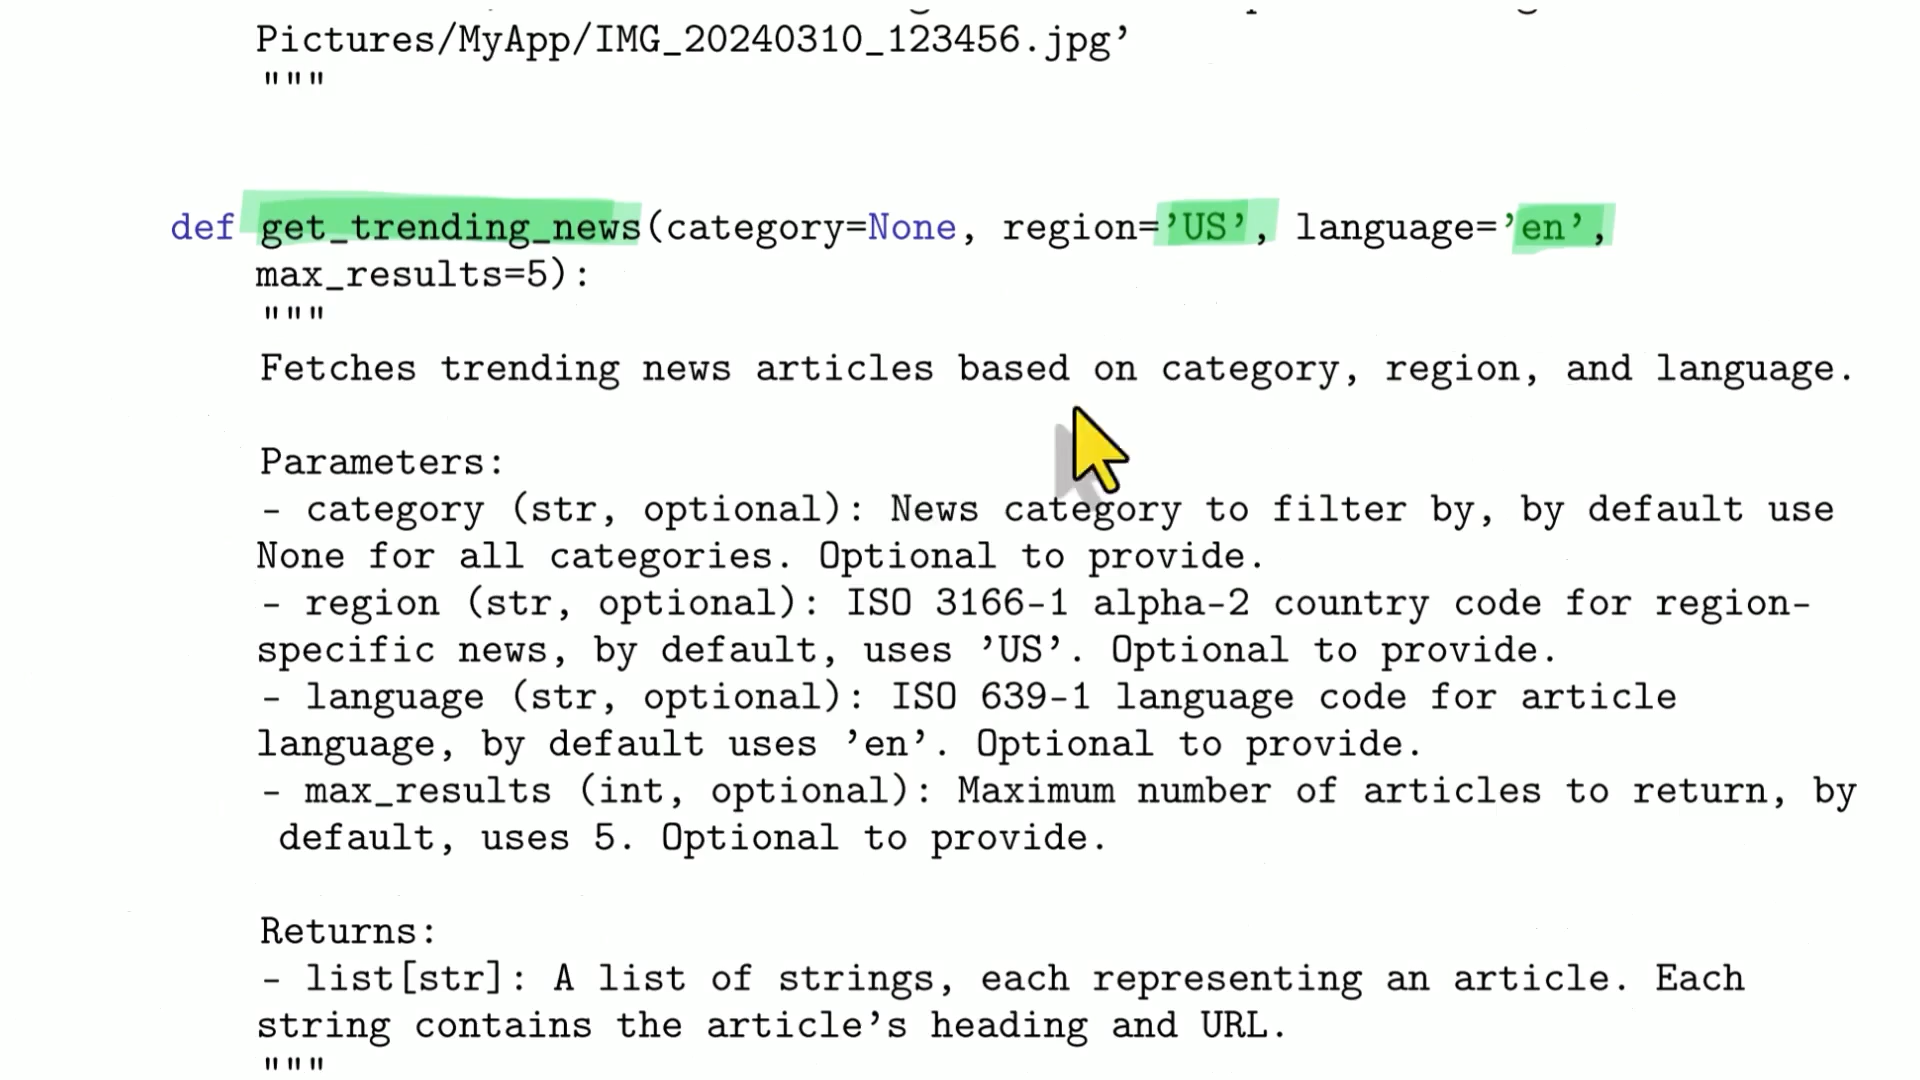 Pictures/MyApp/IMG_20240310_123456.jpg’
"""
def get_trending_news(category=None, region=’US’, language=’en’,
max_results=5):
"""
Fetches trending news articles based on category, region, and language.
Parameters:
- category (str, optional): News category to filter by, by default use
None for all categories. Optional to provide.
- region (str, optional): ISO 3166-1 alpha-2 country code for region-
specific news, by default, uses ’US’. Optional to provide.
- language (str, optional): ISO 639-1 language code for article
language, by default uses ’en’. Optional to provide.
- max_results (int, optional): Maximum number of articles to return, by
default, uses 5. Optional to provide.
Returns:
- list[str]: A list of strings, each representing an article. Each
string contains the article’s heading and URL.
"""